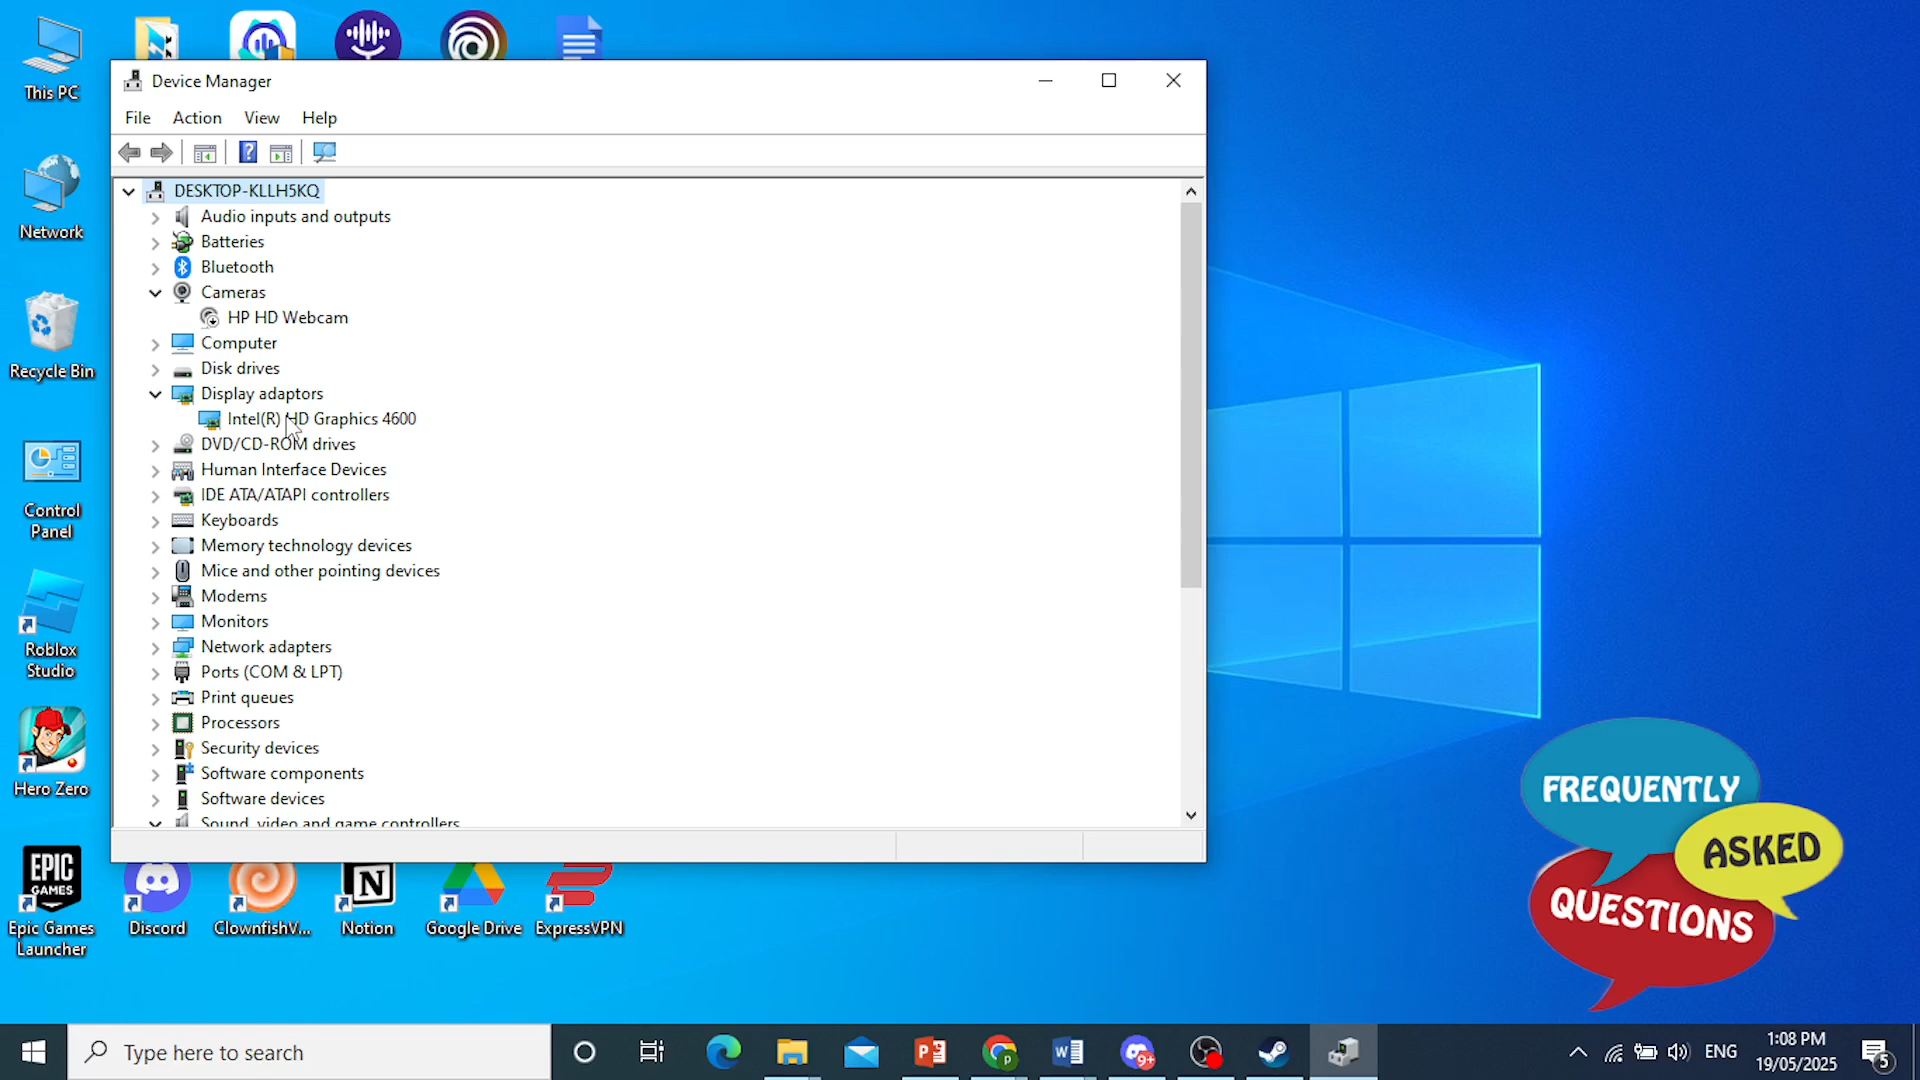 This PC
Network
Recycle Bin
Control
Panel
Roblox
Studio
Hero Zero
EPIC
GAMES
Epic Games
Launcher
Discord
ClownfishV...
Notion
Google Drive
ExpressVPN
Device Manager
File
Action
View
Help
DESKTOP-KLLH5KQ
Audio inputs and outputs
Batteries
Bluetooth
Cameras
HP HD Webcam
Computer
Disk drives
Display adaptors
Intel(R) HD Graphics 4600
DVD/CD-ROM drives
Human Interface Devices
IDE ATA/ATAPI controllers
Keyboards
Memory technology devices
Mice and other pointing devices
Modems
Monitors
Network adapters
Ports (COM & LPT)
Print queues
Processors
Security devices
Software components
Software devices
Sound, video and game controllers
FREQUENTLY
ASKED
QUESTIONS
Type here to search
9+
ENG
1:08 PM
19/05/2025
5